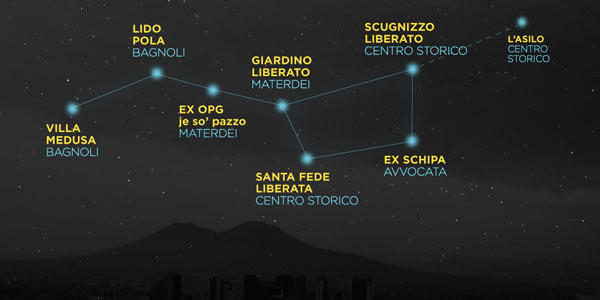 LIDO
POLA
BAGNOLI
VILLA
MEDUSA
BAGNOLI
EX OPG
je so' pazzo
MATERDEI
GIARDINO
LIBERATO
MATERDEI
SANTA FEDE
LIBERATA
CENTRO STORICO
SCUGNIZZO
LIBERATO
CENTRO STORICO
EX SCHIPA
AVVOCATA
L'ASILO
CENTRO
STORICO